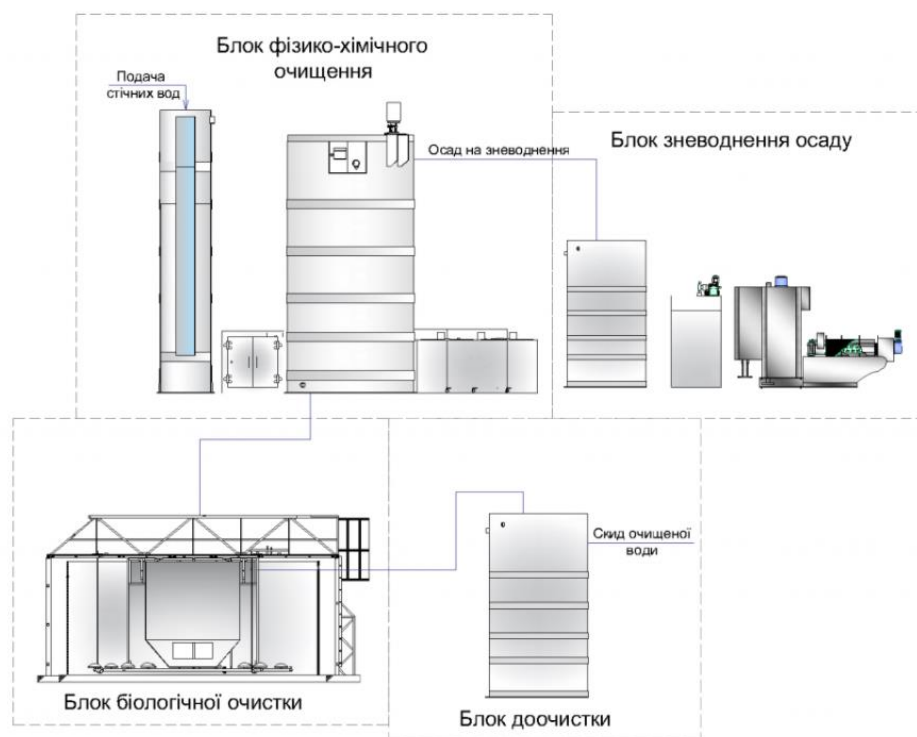 Блок фізико-хімічного
очищення
Подача
стічних вод
Осад на зневоднення
Блок зневоднення осаду
Скид очищеної
води
Блок біологічної очистки
Блок доочистки